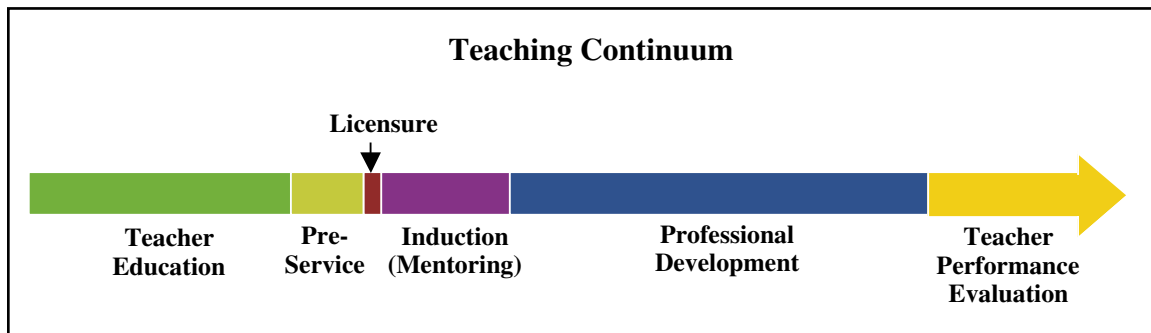 Teaching Continuum
Licensure
Teacher
Education
Pre-
Service
Induction
(Mentoring)
Professional
Development
Teacher
Performance
Evaluation